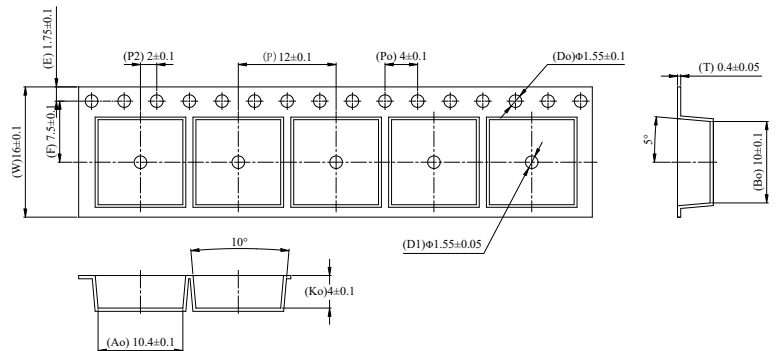 (E) 1.75±0.1
(P2) 2±0.1
(P) 12±0.1
(Po) 4±0.1
(Do)Φ1.55±0.1
(T) 0.4±0.05
(W)16±0.1
(F) 7.5±0.1
5°
(Bo) 10±0.1
(D1)Φ1.55±0.05
10°
(Ko)4±0.1
(Ao) 10.4±0.1